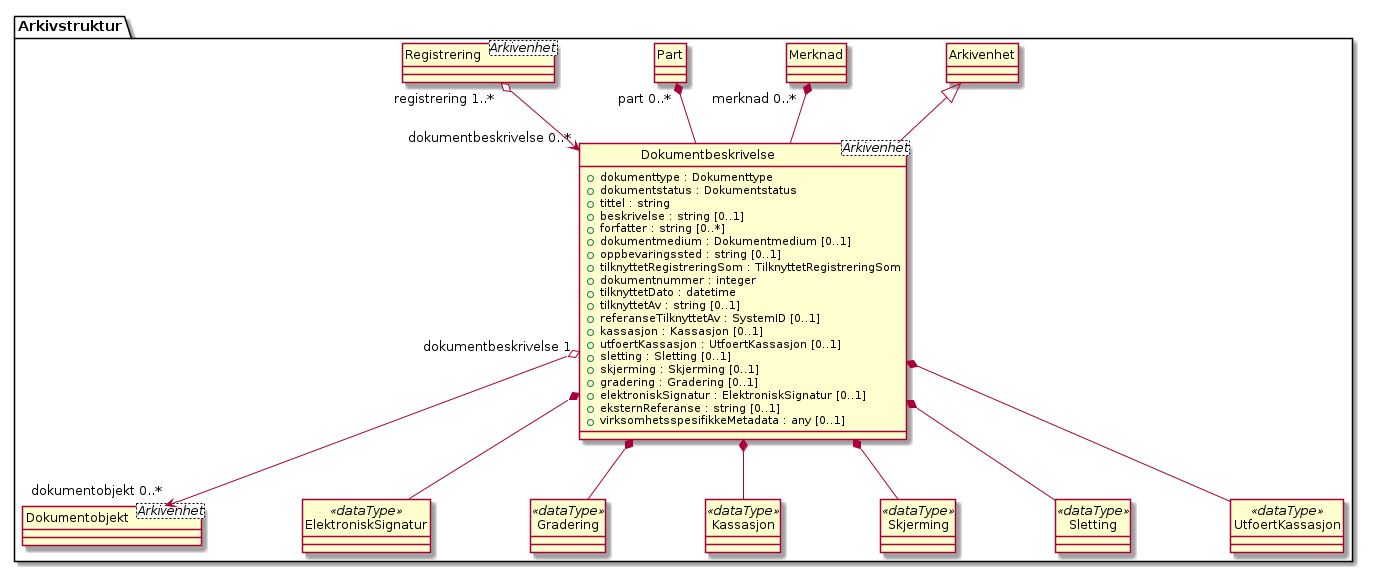 Arkivstruktur
Registrering
Arkivenhet
Part
Merknad
Arkivenhet
registrering 1..*
part 0..*
merknad 0..*
dokumentbeskrivelse 0..*
Dokumentbeskrivelse
Arkivenhet
dokumenttype : Dokumenttype
dokumentstatus : Dokumentstatus
tittel : string
beskrivelse : string [0..1]
forfatter : string [0..*]
dokumentmedium : Dokumentmedium [0..1]
oppbevaringssted : string [0..1]
tilknyttetRegistreringSom : TilknyttetRegistreringSom
dokumentnummer : integer
tilknyttetDato : datetime
tilknyttetAv : string [0..1]
referanseTilknyttetAv : SystemID [0..1]
kassasjon : Kassasjon [0..1]
utfoertKassasjon : UtfoertKassasjon [0..1]
sletting : Sletting [0..1]
skjerming : Skjerming [0..1]
gradering : Gradering [0..1]
elektroniskSignatur : ElektroniskSignatur [0..1]
eksternReferanse : string [0..1]
virksomhetsspesifikkeMetadata : any [0..1]
dokumentbeskrivelse 1
dokumentobjekt 0..*
Dokumentobjekt
Arkivenhet
«dataType»
ElektroniskSignatur
«dataType»
Gradering
«dataType»
Kassasjon
«dataType»
Skjerming
«dataType»
Sletting
«dataType»
UtfoertKassasjon